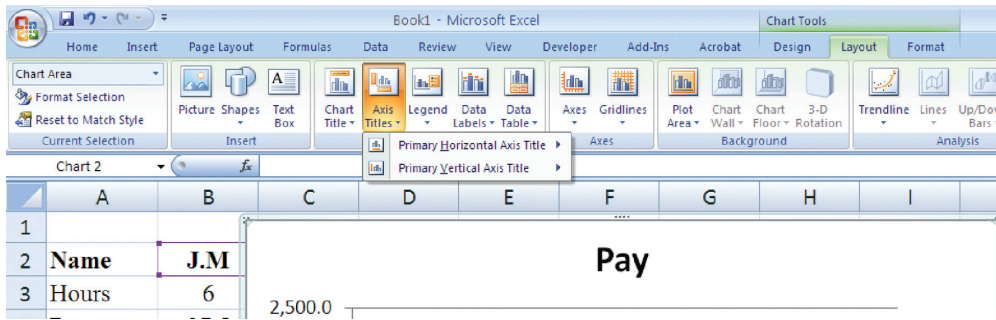 Book1 - Microsoft Excel
Chart Tools
Home Insert Page Layout Formulas Data Review View Developer Add-Ins Acrobat Design Layout Format
Chart Area
Format Selection
Reset to Match Style
Current Selection
Picture Shapes Text Box
Insert
Chart Title Axis Titles Legend Data Labels Data Table
Axes Gridlines
Axes
Plot Area Chart Wall Chart Floor 3-D Rotation
Background
Trendline Lines Up/Dow Bars
Analysis
Primary Horizontal Axis Title
Primary Vertical Axis Title
Chart 2 fx
A B C D E F G H I
1
2 Name J.M
3 Hours 6
Pay
2,500.0